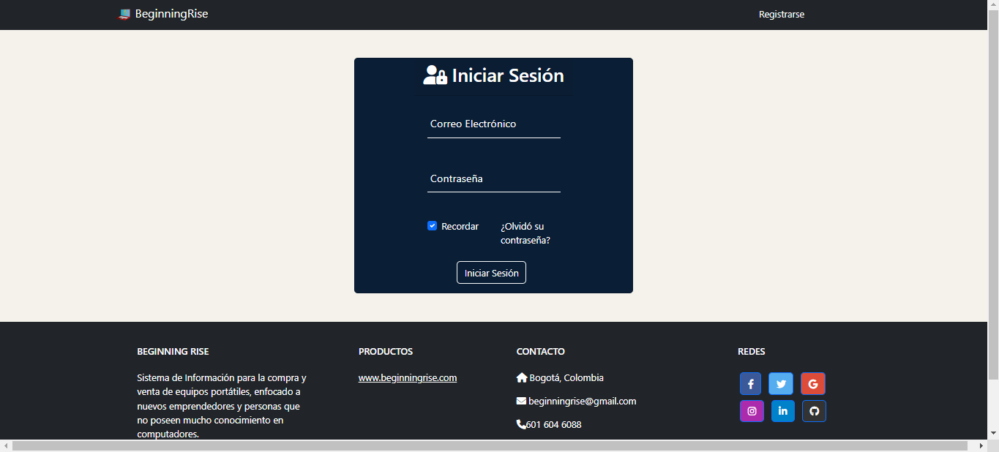 BeginningRise
Registrarse
Iniciar Sesión
Correo Electrónico
Contraseña
Recordar
¿Olvidó su
contraseña?
Iniciar Sesión
BEGINNING RISE
Sistema de Información para la compra y
venta de equipos portátiles, enfocado a
nuevos emprendedores y personas que
no poseen mucho conocimiento en
computadores.
PRODUCTOS
www.beginningrise.com
CONTACTO
Bogotá, Colombia
beginningrise@gmail.com
601 604 6088
REDES